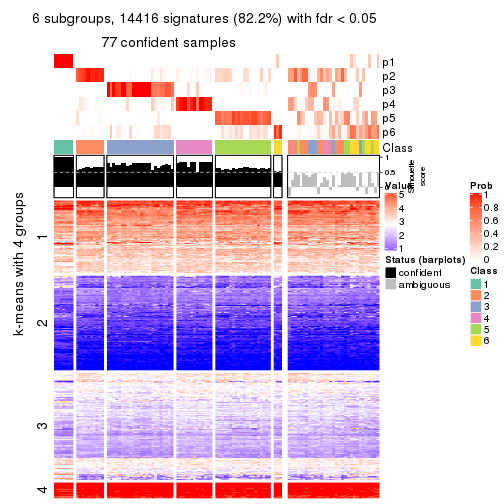 6 subgroups, 14416 signatures (82.2%) with fdr < 0.05
77 confident samples
p1
p2
p3
p4
p5
p6
Class
1
0.5
0
Silhouette
score
k-means with 4 groups
1
2
3
4
Value
5
4
3
2
1
Status (barplots)
confident
ambiguous
Prob
1
0.8
0.6
0.4
0.2
0
Class
1
2
3
4
5
6